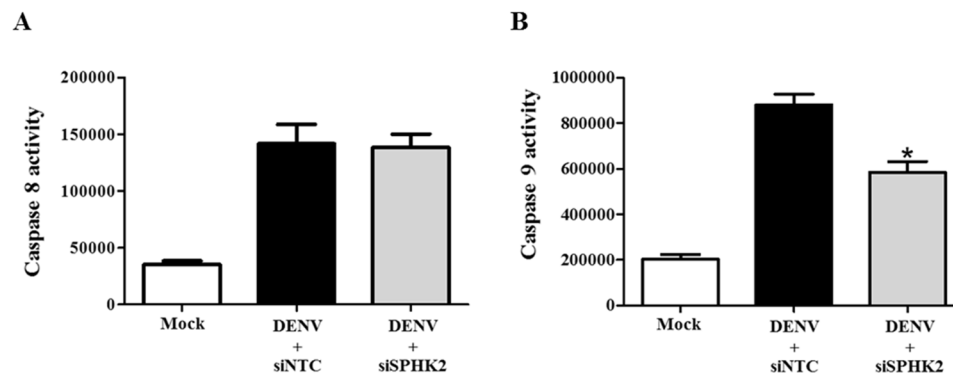 A
Caspase 8 activity
200000
150000
100000
50000
0
Mock
DENV
+
siNTC
DENV
+
siSPHK2
B
Caspase 9 activity
1000000
800000
600000
400000
200000
0
*
Mock
DENV
+
siNTC
DENV
+
siSPHK2